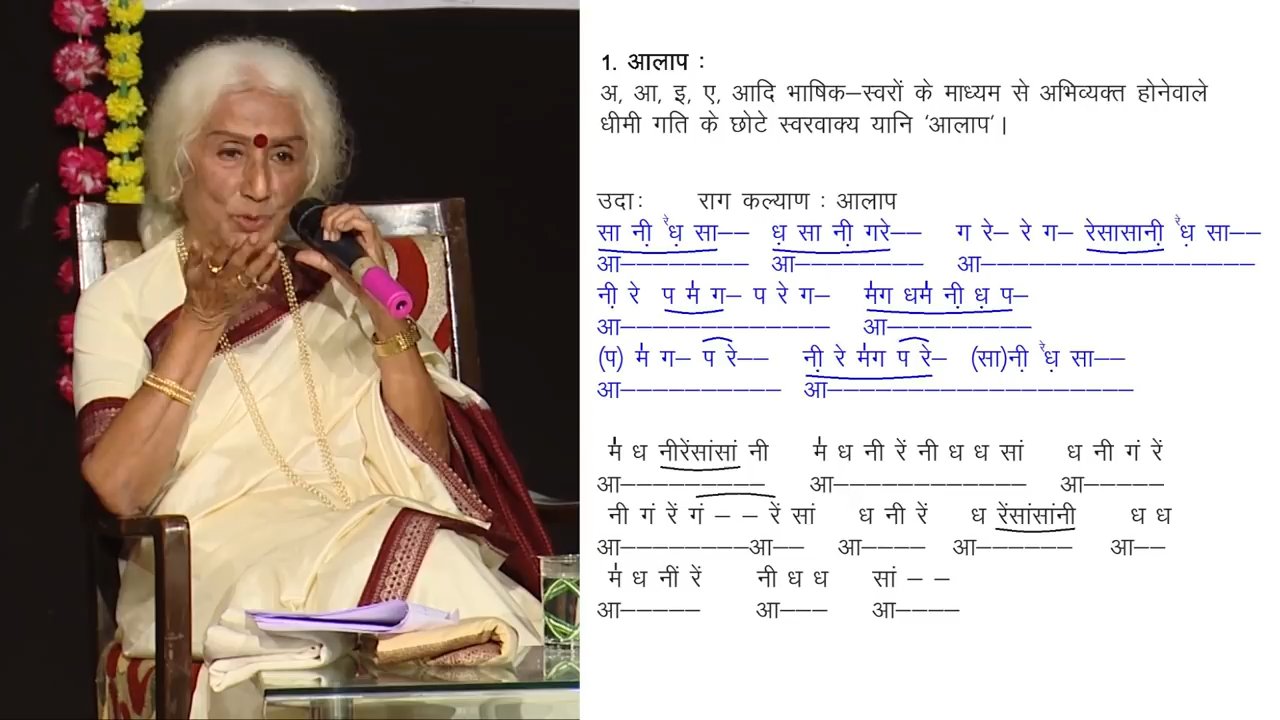 1. आलाप :
अ, आ, इ, ए, आदि भाषिक–स्वरों के माध्यम से अभिव्यक्त होनेवाले
धीमी गति के छोटे स्वरवाक्य यानि 'आलाप'।
उदा: राग कल्याण : आलाप
सा नी़ रेध़ सा–– ध़ सा नी़ गरे–– ग रे– रे ग– रेसासानी़ रेध़ सा––
आ–––––––– आ–––––––– आ–––––––––––––––––
नी़ रे प म॑ ग– प रे ग– म॑ग धम॑ नी़ ध़ प–
आ––––––––––––– आ–––––––––
(प) म॑ ग– प रे–– नी़ रे म॑ग प रे– (सा)नी़ रेध़ सा––
आ–––––––––– आ–––––––––––––––––––
म॑ ध नीरेंसांसां नी म॑ ध नी रें नी ध ध सां ध नी गं रें
आ––––––––– आ–––––––––––– आ–––––
नी गं रें गं – – रें सां ध नी रें ध रेंसांसांनी ध ध
आ––––––––आ–– आ–––– आ–––––– आ––
म॑ ध नीं रें नी ध ध सां – –
आ––––– आ––– आ––––